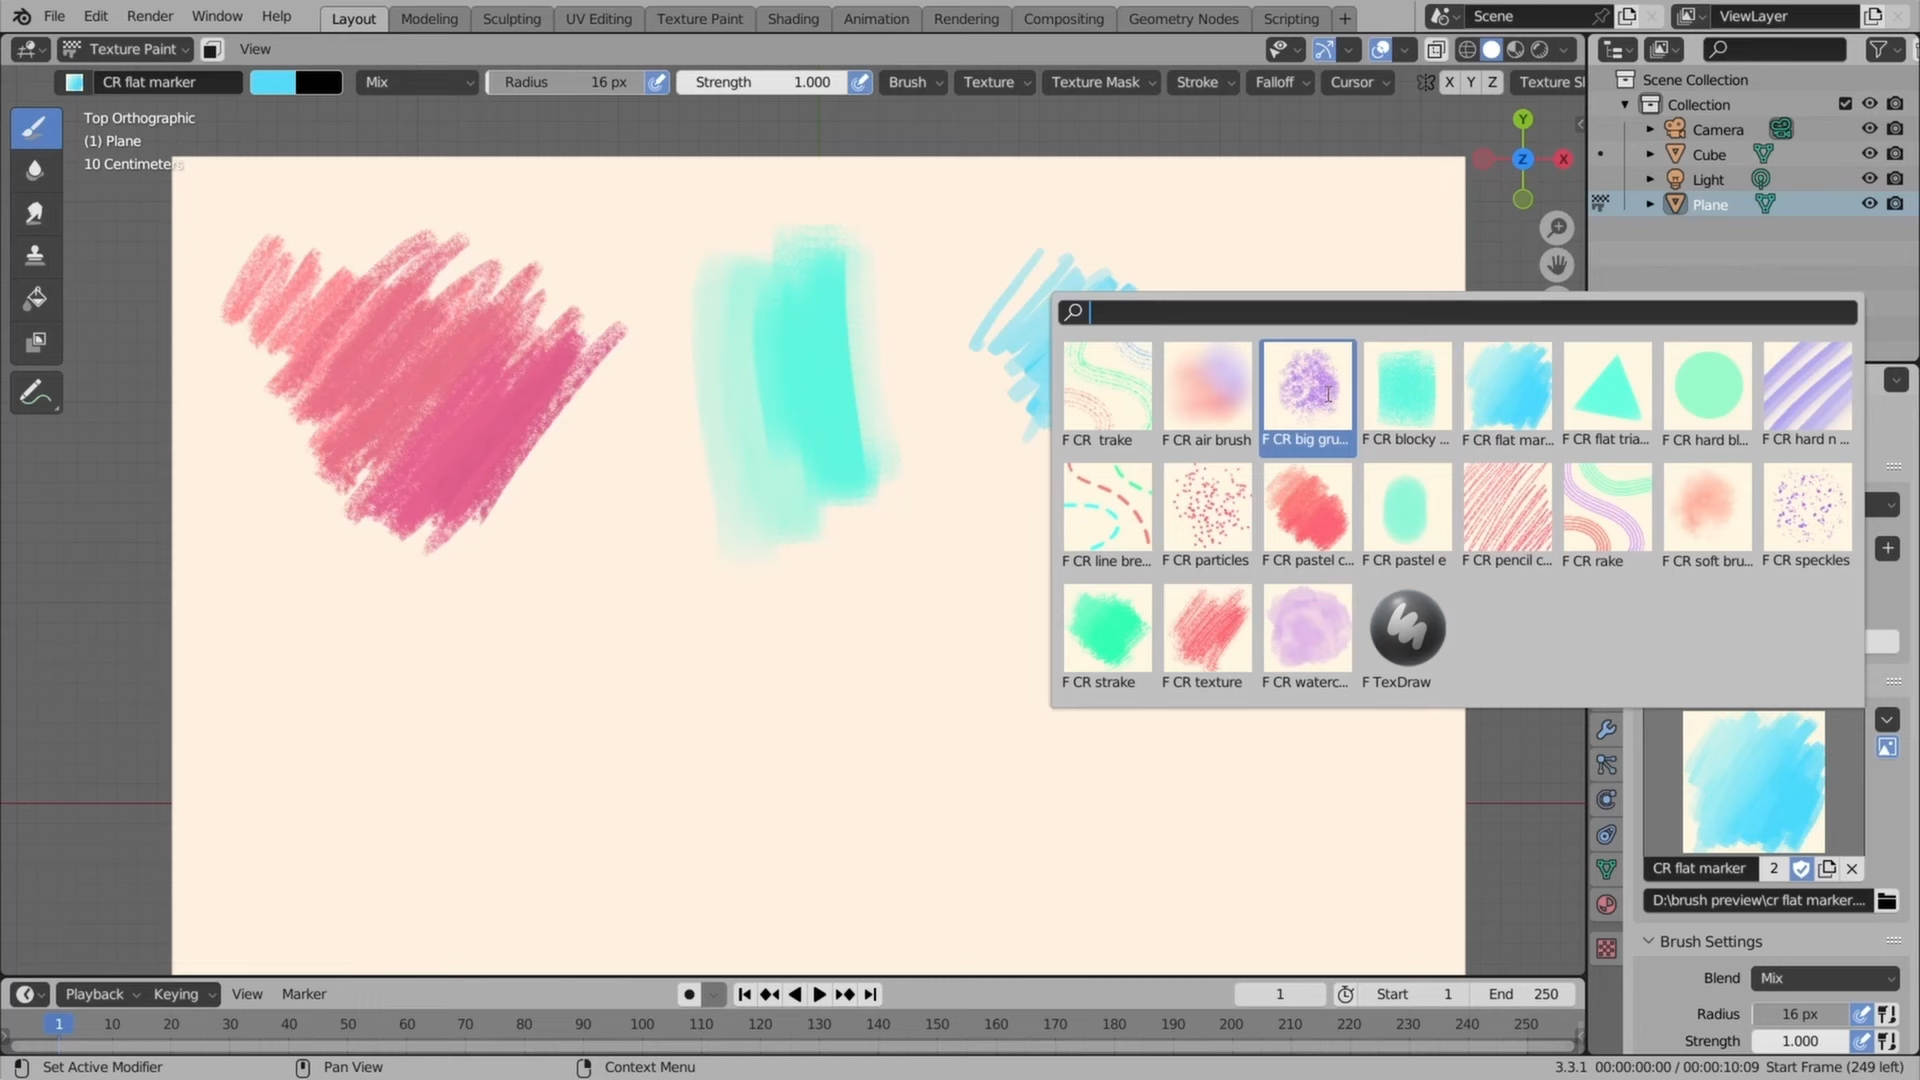 File Edit Render Window Help Layout Modeling Sculpting UV Editing Texture Paint Shading Animation Rendering Compositing Geometry Nodes Layout Scripting + Scene ViewLayer
Texture Paint View
CR flat marker Mix Radius 16 px Strength 1.000 Brush Texture Texture Mask Stroke Falloff Cursor X Y Z Texture Sl
Scene Collection
Collection
Camera
Cube
Light
Plane
Top Orthographic
(1) Plane
10 Centimeters
Y
Z X
F CR trake F CR air brush F CR big gru... F CR blocky ... F CR flat mar... F CR flat tria... F CR hard bl... F CR hard n ...
F CR line bre... F CR particles F CR pastel c... F CR pastel e F CR pencil c... F CR rake F CR soft bru... F CR speckles
F CR strake F CR texture F CR waterc... F TexDraw
CR flat marker 2
D:\brush preview\cr flat marker....
Brush Settings
Blend Mix
Radius 16 px
Strength 1.000
Playback Keying View Marker 1 Start 1 End 250
1 10 20 30 40 50 60 70 80 90 100 110 120 130 140 150 160 170 180 190 200 210 220 230 240 250
Set Active Modifier Pan View Context Menu 3.3.1 00:00:00:00 / 00:00:10:09 Start Frame (249 left)